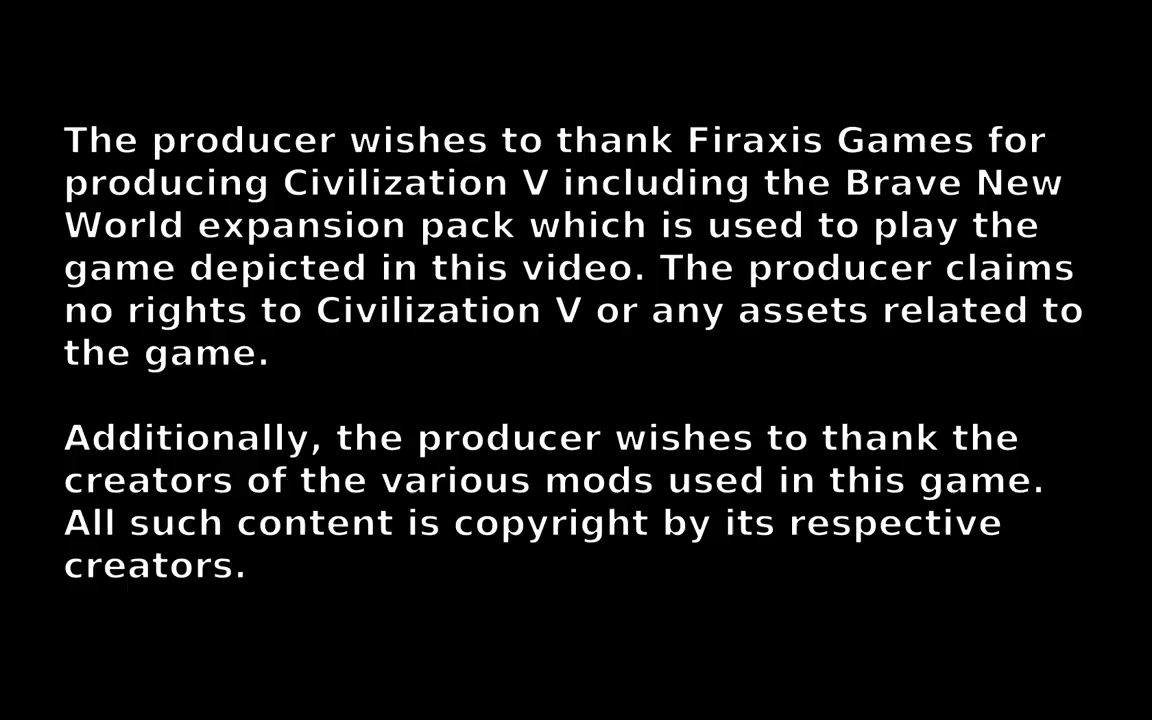 The producer wishes to thank Firaxis Games for
producing Civilization V including the Brave New
World expansion pack which is used to play the
game depicted in this video. The producer claims
no rights to Civilization V or any assets related to
the game.
Additionally, the producer wishes to thank the
creators of the various mods used in this game.
All such content is copyright by its respective
creators.